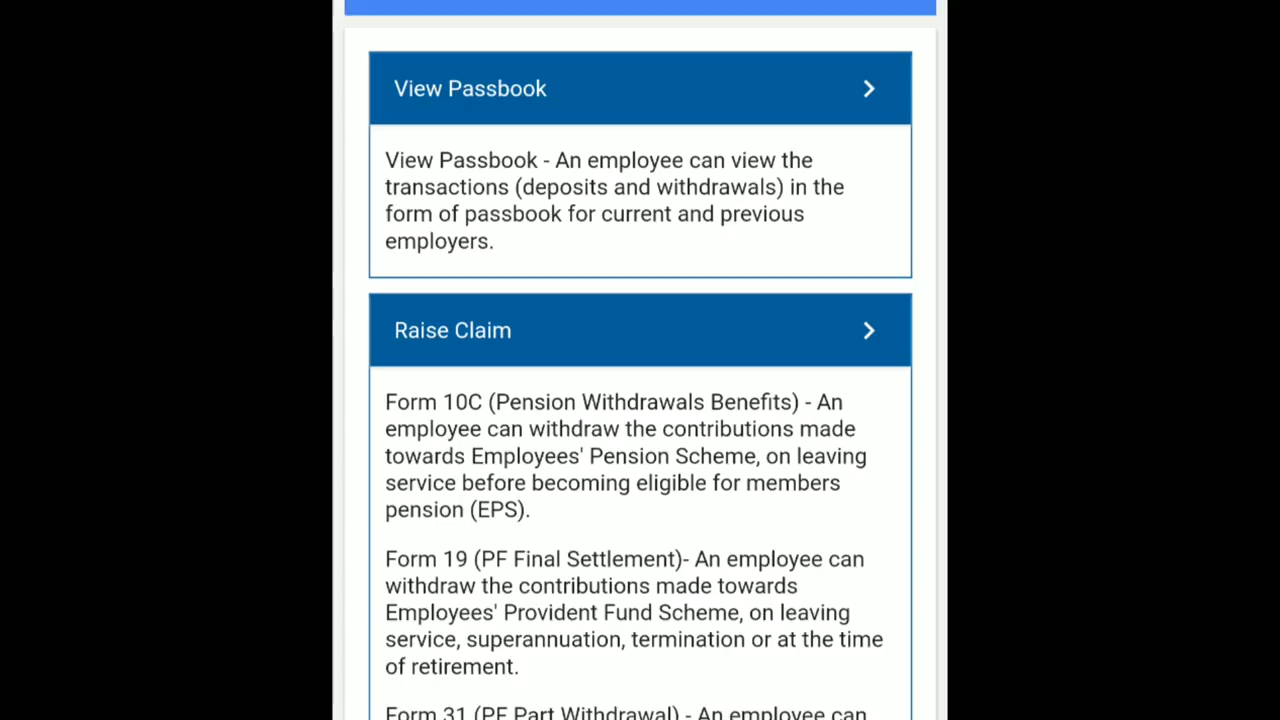 View Passbook
View Passbook - An employee can view the
transactions (deposits and withdrawals) in the
form of passbook for current and previous
employers.
Raise Claim
Form 10C (Pension Withdrawals Benefits) - An
employee can withdraw the contributions made
towards Employees' Pension Scheme, on leaving
service before becoming eligible for members
pension (EPS).
Form 19 (PF Final Settlement)- An employee can
withdraw the contributions made towards
Employees' Provident Fund Scheme, on leaving
service, superannuation, termination or at the time
of retirement.
Form 31 (PF Part Withdrawal) - An employee can